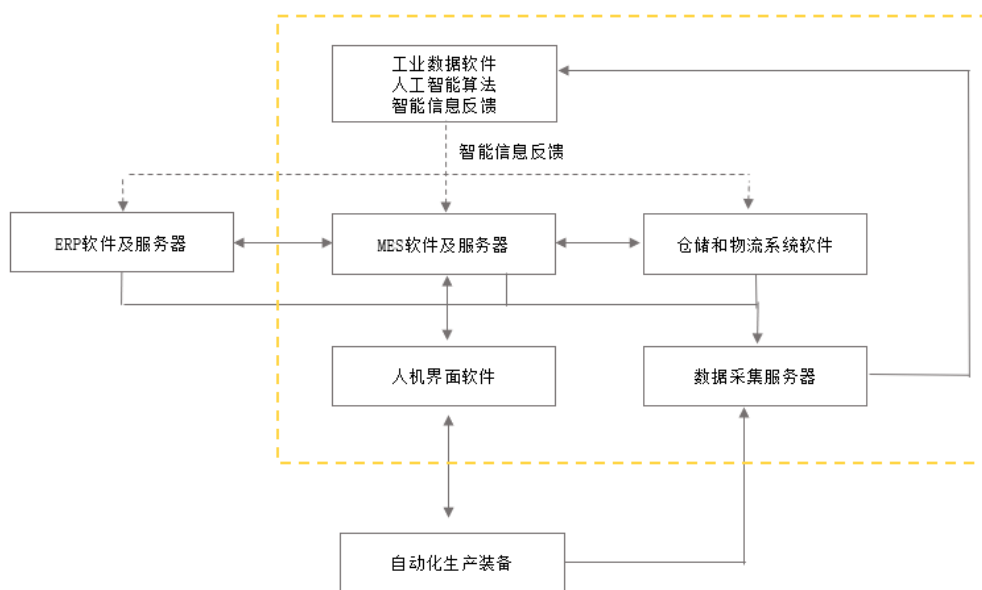 工业数据软件
人工智能算法
智能信息反馈
智能信息反馈
ERP软件及服务器
MES软件及服务器
仓储和物流系统软件
人机界面软件
数据采集服务器
自动化生产装备